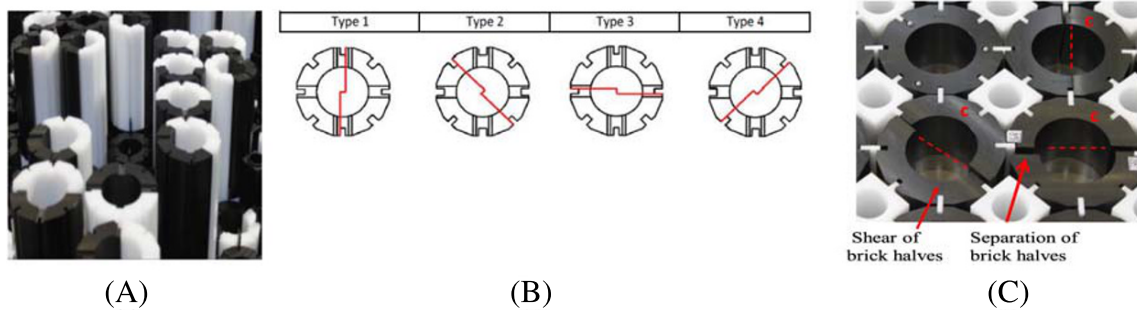 Type 1 Type 2 Type 3 Type 4
c
c
c
Shear of Separation of
brick halves brick halves
(A) (B) (C)